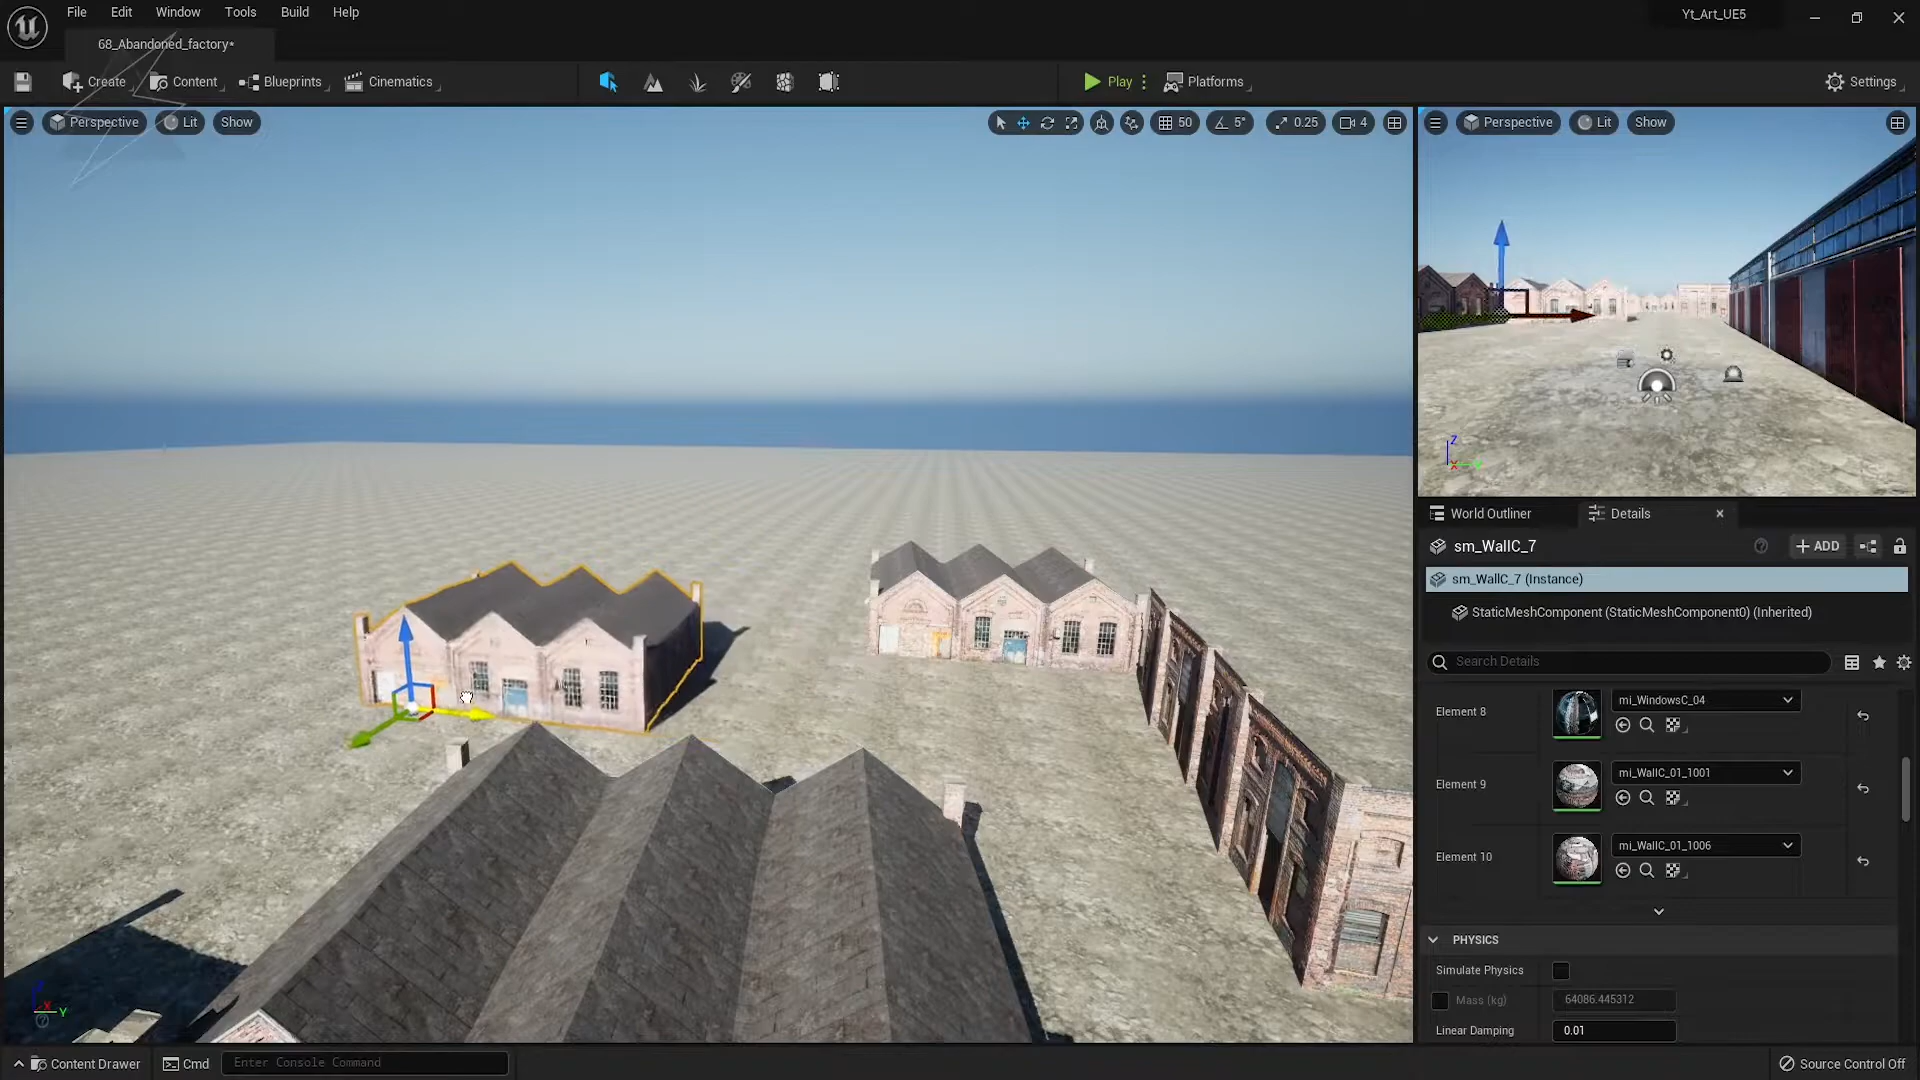 File Edit Window Tools Build Help
Yt_Art_UE5
68_Abandoned_factory*
Create Content Blueprints Cinematics Play Platforms Settings
Perspective Lit Show 50 5° 0.25 4
Perspective Lit Show
Z
X Y
World Outliner Details
sm_WallC_7 + ADD
sm_WallC_7 (Instance)
StaticMeshComponent (StaticMeshComponent0) (Inherited)
Search Details
Element 8 mi_WindowsC_04
Element 9 mi_WallC_01_1001
Element 10 mi_WallC_01_1006
PHYSICS
Simulate Physics
Mass (kg) 64086.445312
Linear Damping 0.01
X Y
Content Drawer Cmd Enter Console Command Source Control Off